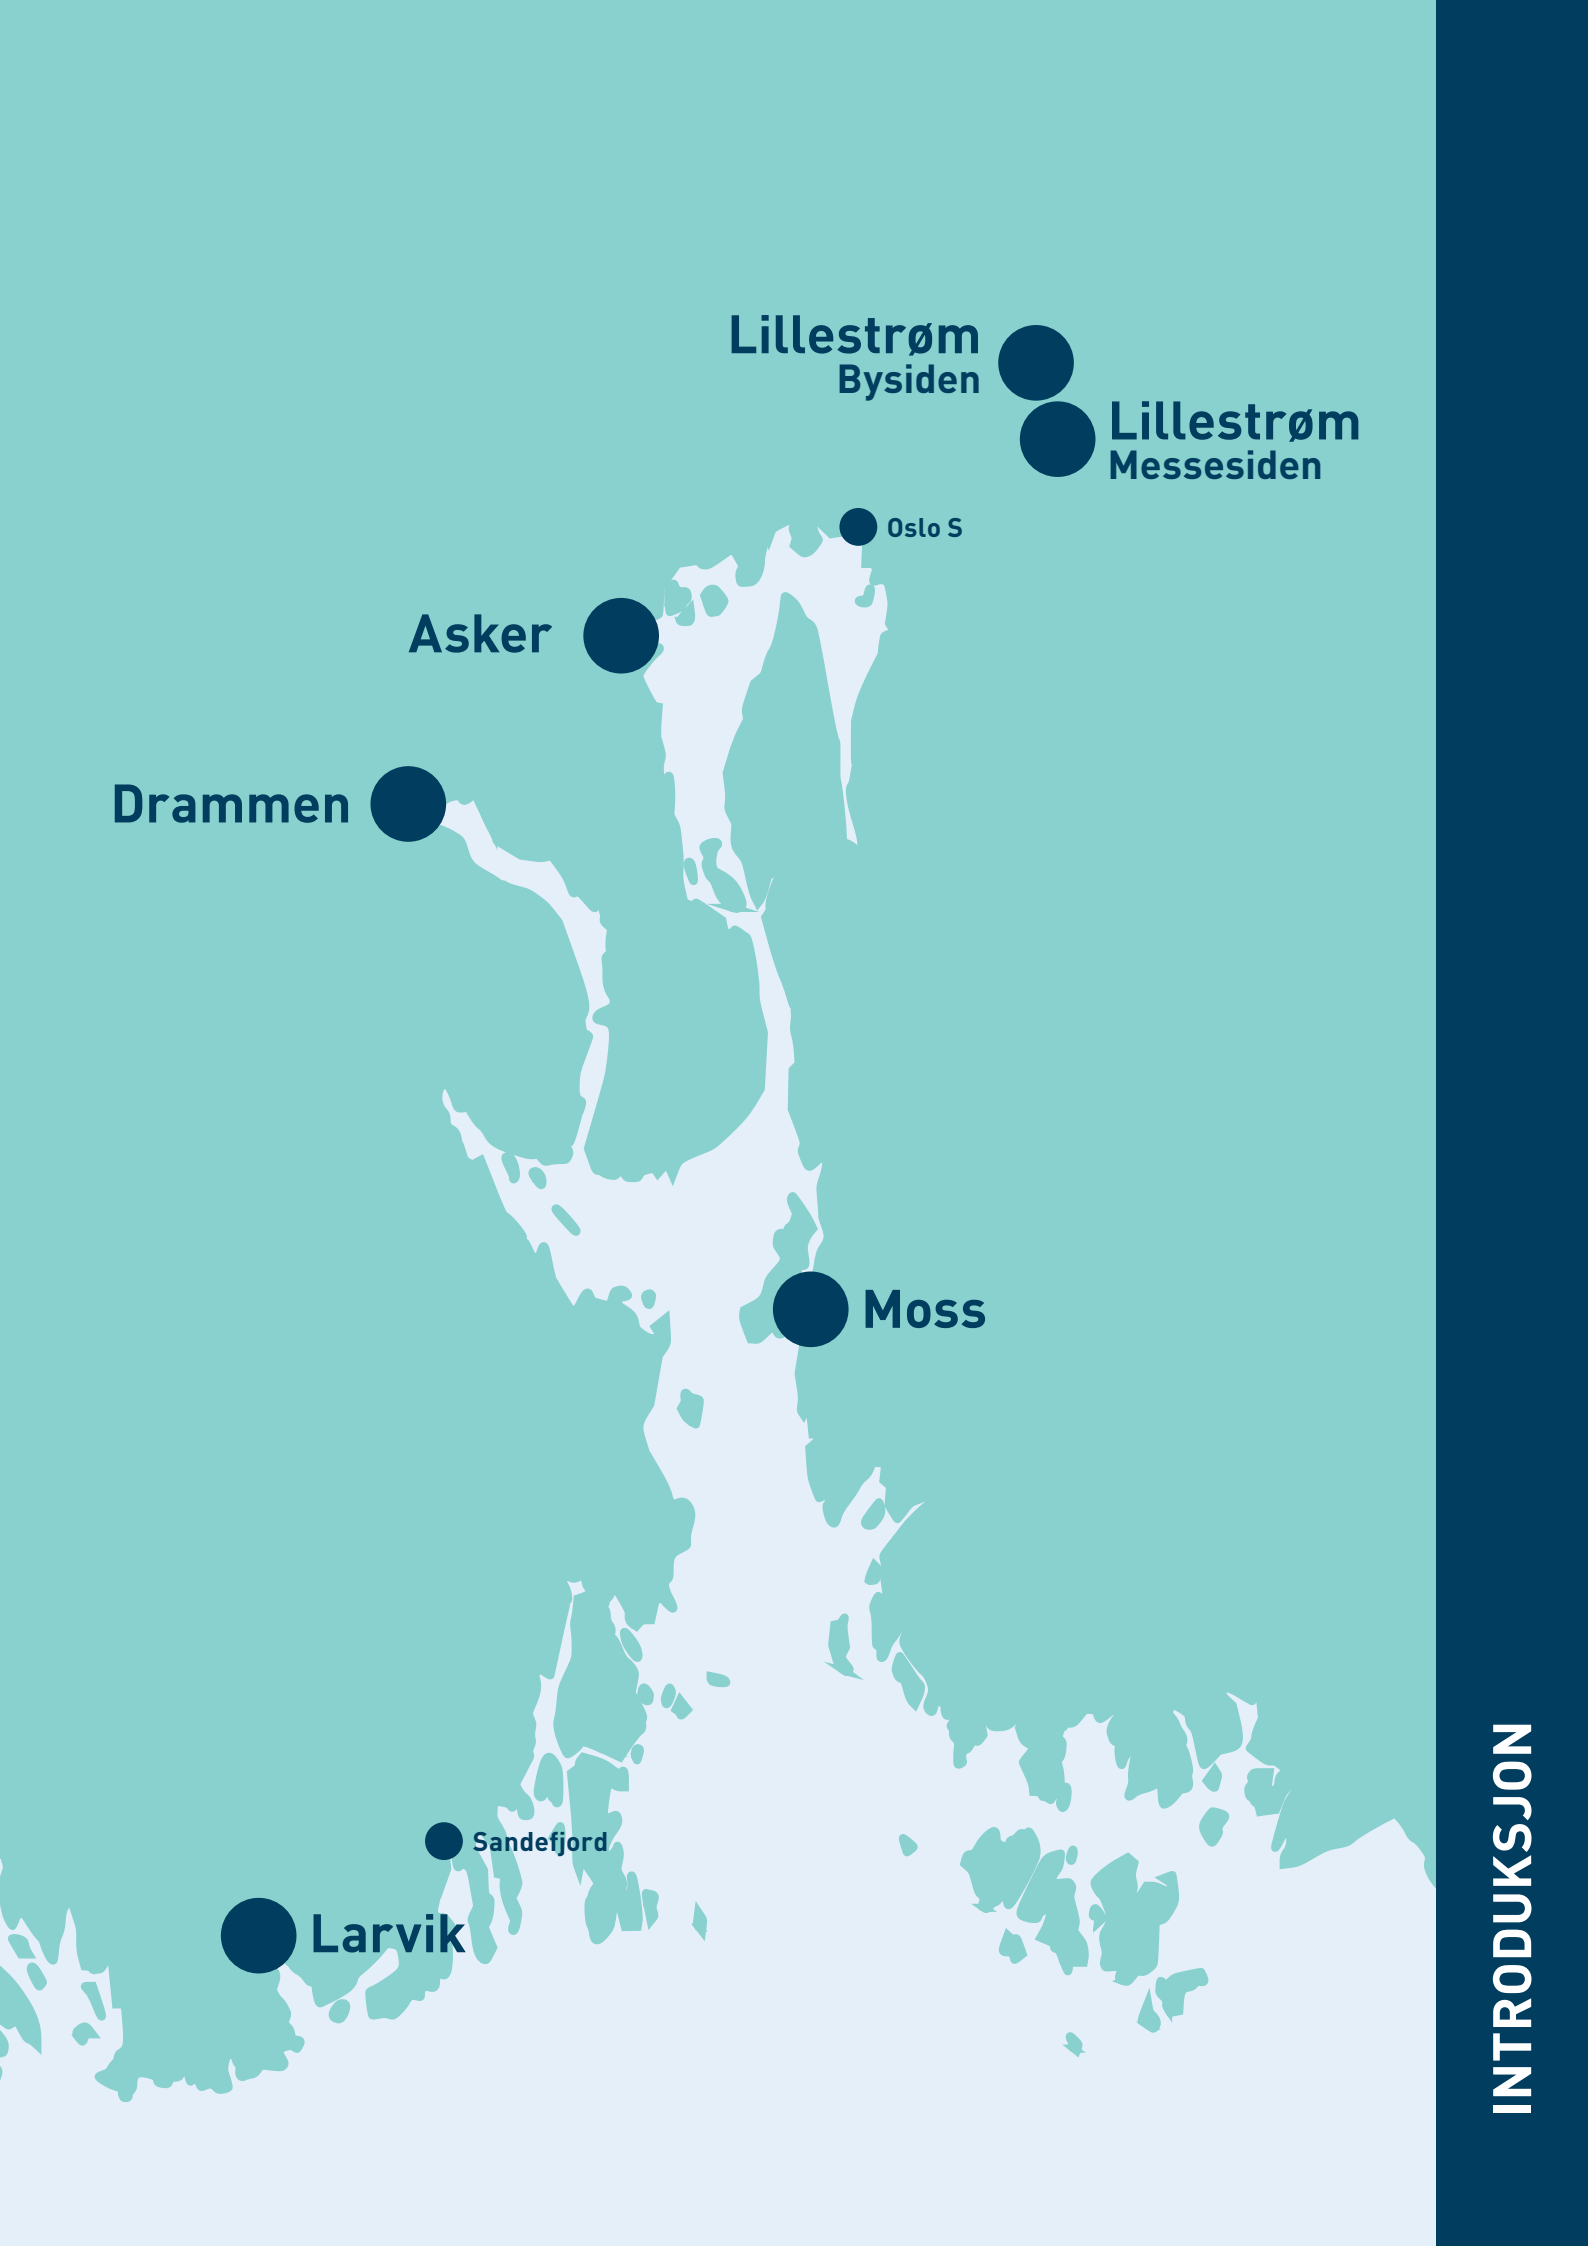 Lillestrøm
Bysiden
Lillestrøm
Messesiden
Oslo S
Asker
Drammen
Moss
Sandefjord
Larvik
INTRODUKSJON